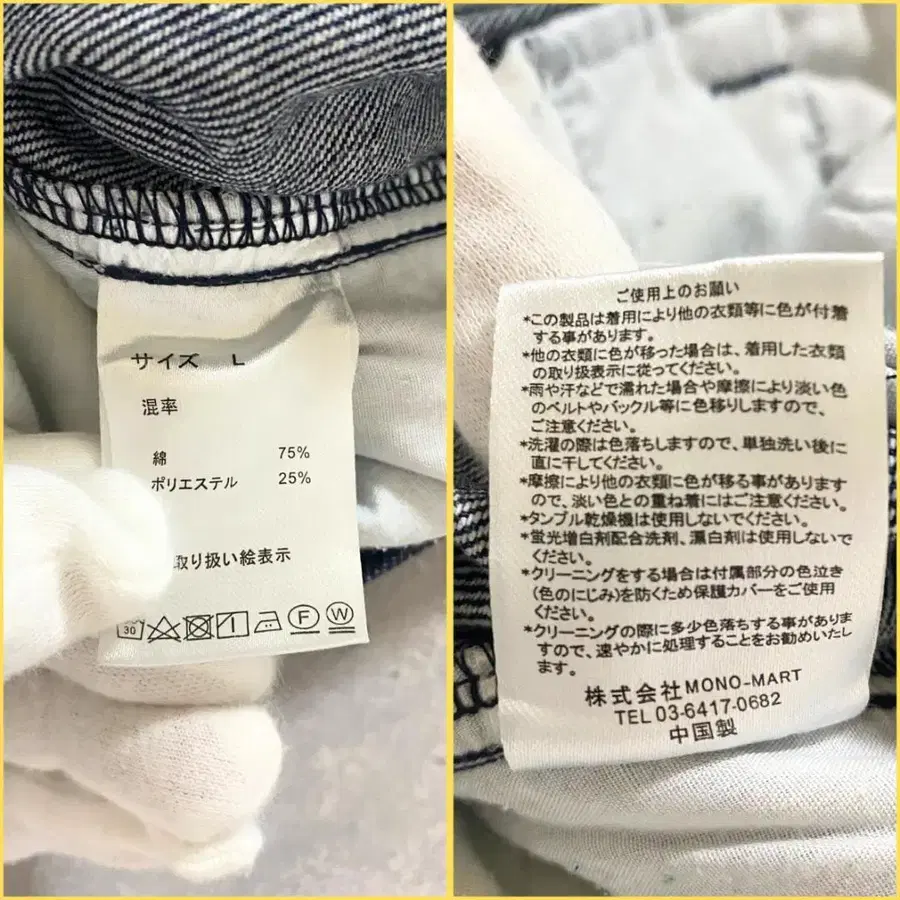 サイズ L
混率
綿 75%
ポリエステル 25%
取り扱い絵表示
30
F W
ご使用上のお願い
*この製品は着用により他の衣類等に色が付着
する事があります。
*他の衣類に色が移った場合は、着用した衣類
の取り扱表示に従ってください。
*雨や汗などで濡れた場合や摩擦により淡い色
のベルトやバックル等に色移りしますので、
ご注意ください。
*洗濯の際は色落ちしますので、単独洗い後に
直に干してください。
*摩擦により他の衣類に色が移る事があります
ので、淡い色との重ね着にはご注意ください。
*タンブル乾燥機は使用しないでください。
*蛍光増白剤配合洗剤、漂白剤は使用しないで
ください。
*クリーニングをする場合は付属部分の色泣き
(色のにじみ)を防ぐため保護カバーをご使用
ください。
*クリーニングの際に多少色落ちする事がありま
すので、速やかに処理することをお勧めいたし
ます。
株式会社MONO-MART
TEL 03-6417-0682
中国製